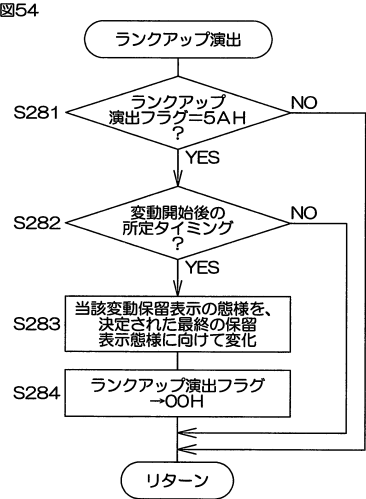 図54
ランクアップ演出
S281
ランクアップ
演出フラグ=5AH
?
NO
YES
S282
変動開始後の
所定タイミング
?
NO
YES
S283
当該変動保留表示の態様を、
決定された最終の保留
表示態様に向けて変化
S284
ランクアップ演出フラグ
→00H
リターン